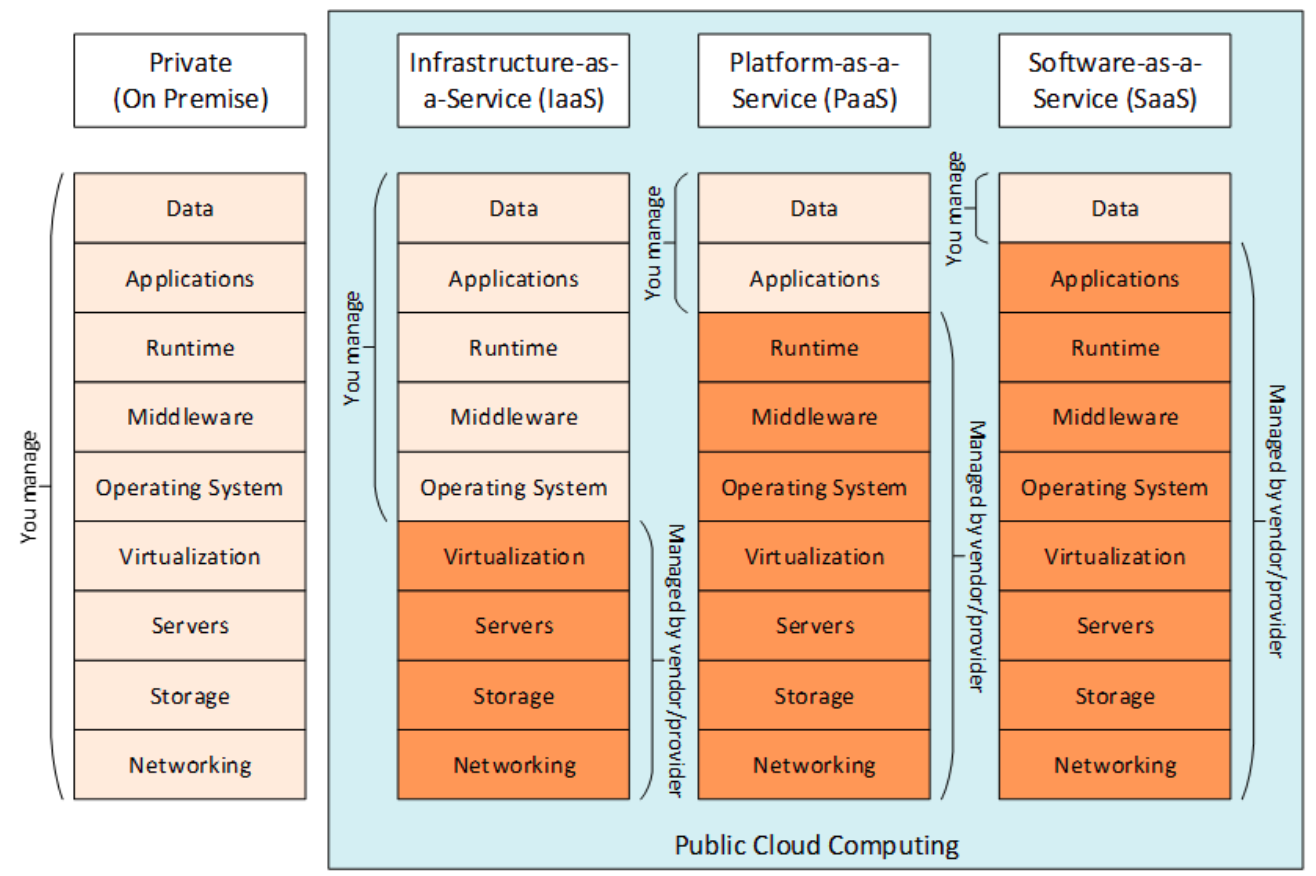 Private
(On Premise)
Infrastructure-as-
a-Service (IaaS)
Platform-as-a-
Service (PaaS)
Software-as-a-
Service (SaaS)
You manage
Data
Applications
Runtime
Middleware
Operating System
Virtualization
Servers
Storage
Networking
You manage
Data
Applications
Runtime
Middleware
Operating System
Virtualization
Servers
Storage
Networking
Managed by vendor/provider
You manage
Data
Applications
Runtime
Middleware
Operating System
Virtualization
Servers
Storage
Networking
Managed by vendor/provider
You manage
Data
Applications
Runtime
Middleware
Operating System
Virtualization
Servers
Storage
Networking
Managed by vendor/provider
Public Cloud Computing